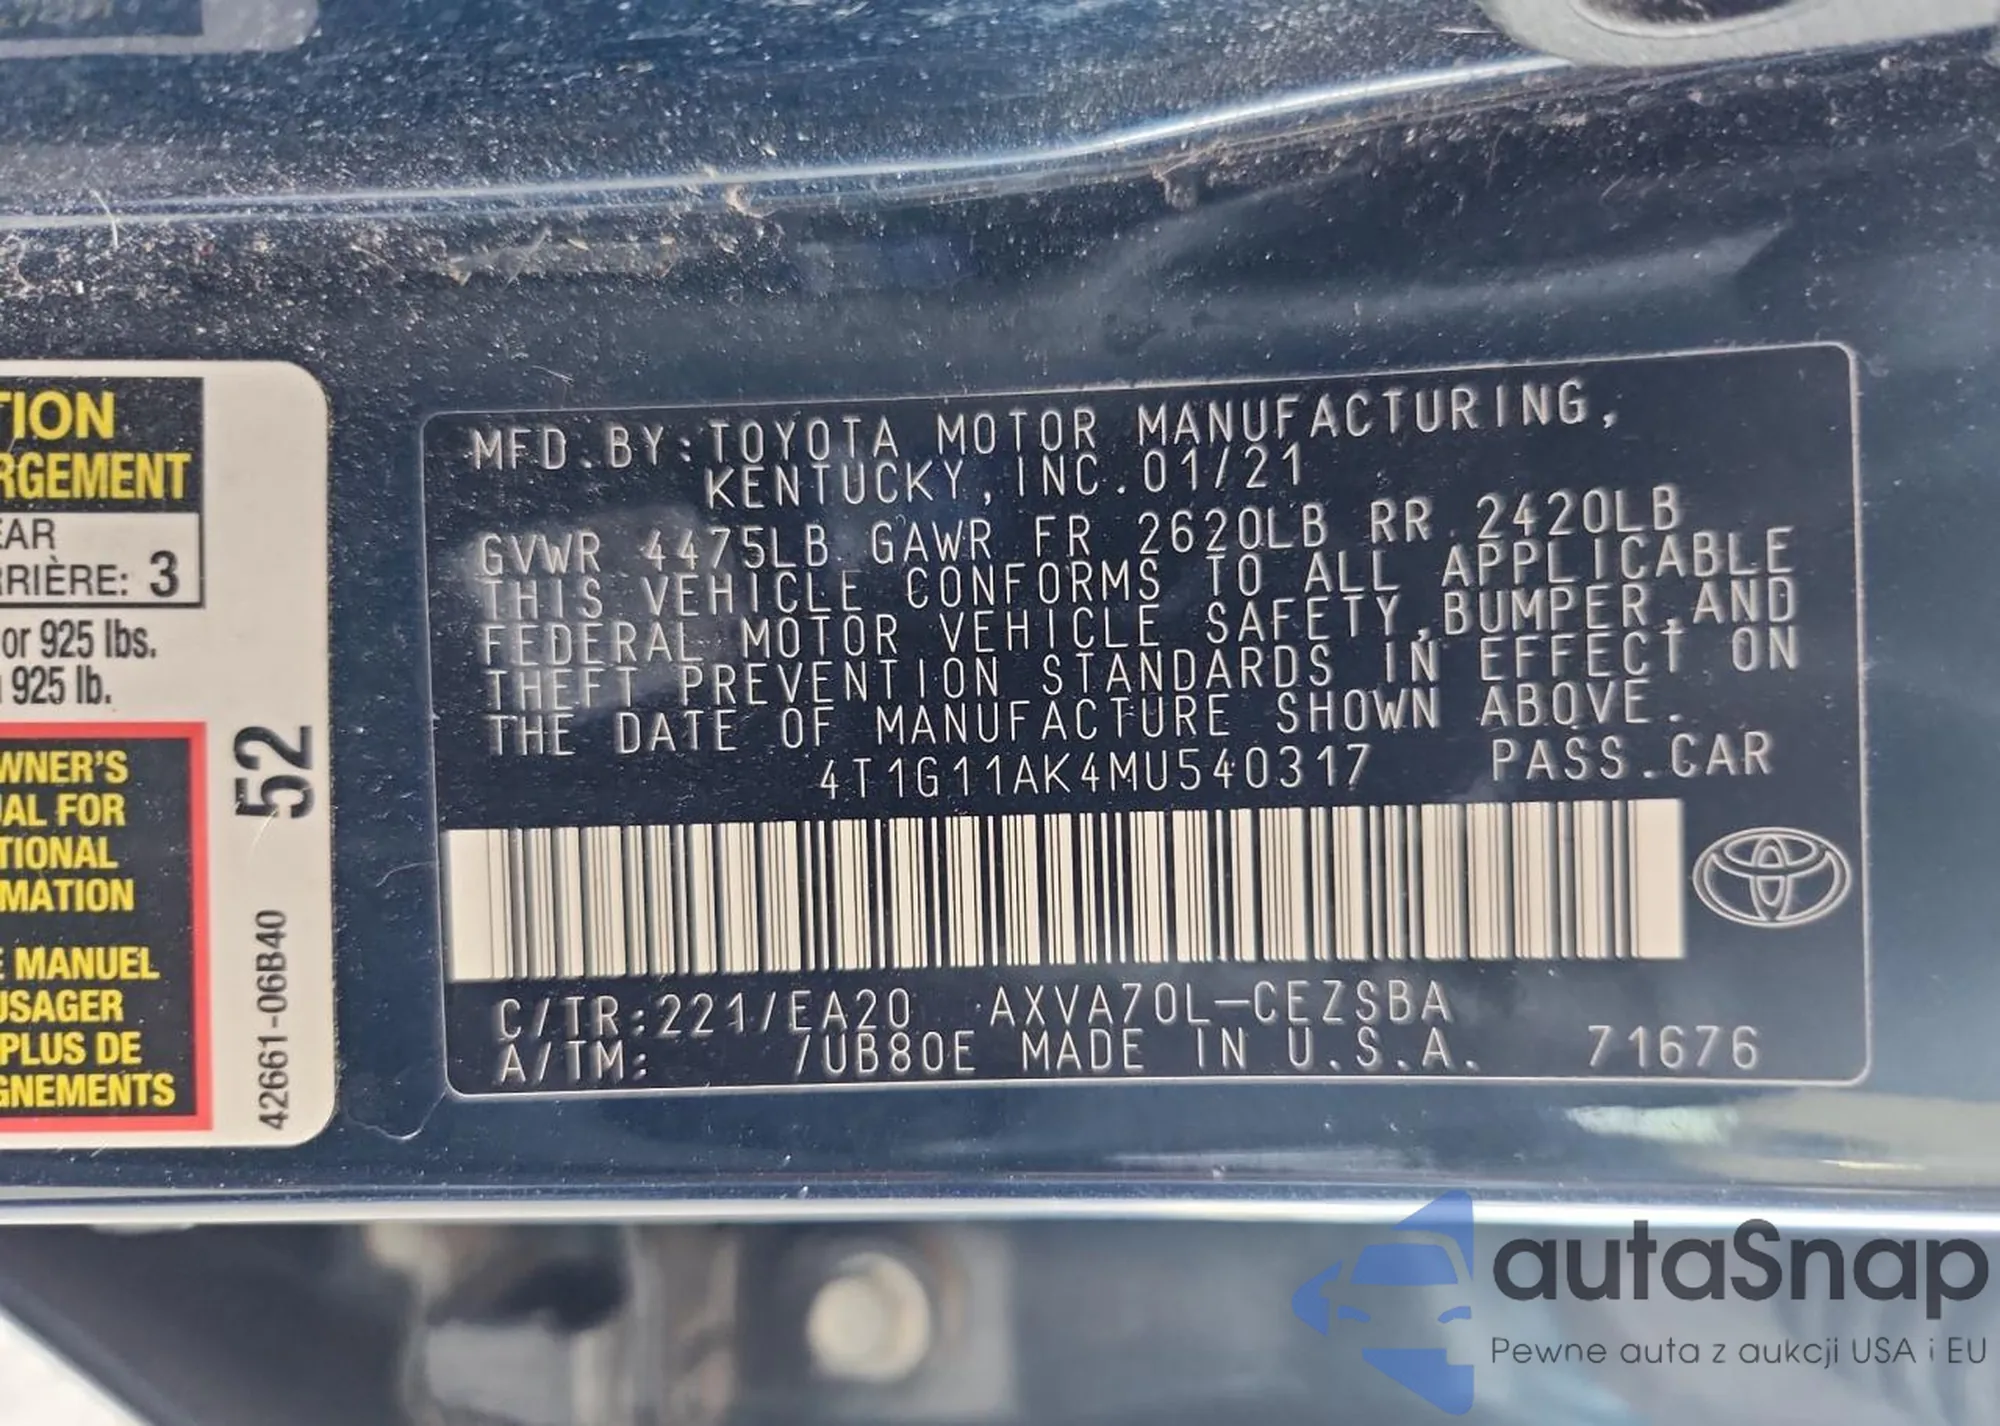 TION
RGEMENT
EAR
RRIÈRE: 3
or 925 lbs.
925 lb.
WNER'S
UAL FOR
TIONAL
MATION
E MANUEL
USAGER
PLUS DE
GNEMENTS
52
42661-06B40
MFD.BY:TOYOTA MOTOR MANUFACTURING,
KENTUCKY,INC.01/21
GVWR 4475LB GAWR FR 2620LB RR 2420LB
THIS VEHICLE CONFORMS TO ALL APPLICABLE
FEDERAL MOTOR VEHICLE SAFETY,BUMPER,AND
THEFT PREVENTION STANDARDS IN EFFECT ON
THE DATE OF MANUFACTURE SHOWN ABOVE.
4T1G11AK4MU540317 PASS.CAR
C/TR:221/EA20 AXVA70L-CEZSBA
A/TM: /UB80E MADE IN U.S.A. 71676
autaSnap
Pewne auta z aukcji USA i EU